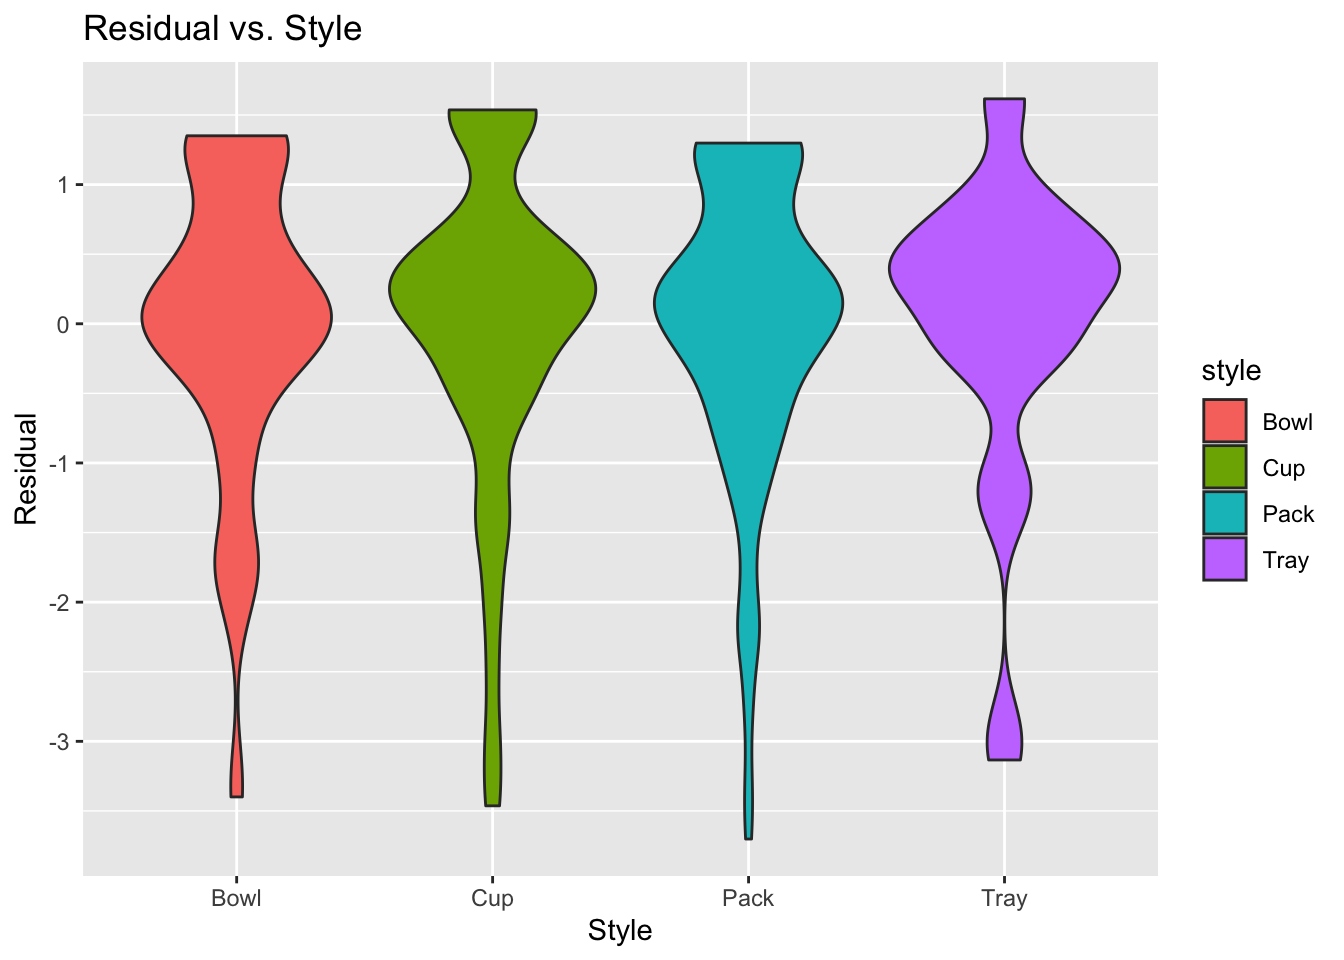 Residual vs. Style
1
0
-1
-2
-3
Residual
Bowl
Cup
Pack
Tray
Style
style
Bowl
Cup
Pack
Tray